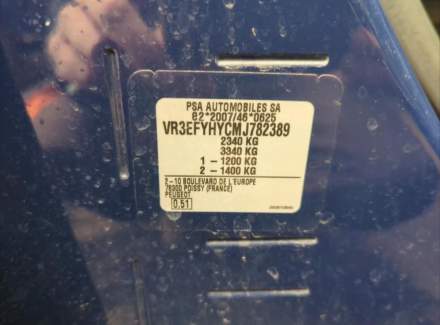 PSA AUTOMOBILES SA
e2*2007/46*0625
VR3EFYHYCMJ782389
2340 KG
3340 KG
1 - 1200 KG
2 - 1400 KG
2-10 BOULEVARD DE L'EUROPE
78300 POISSY (FRANCE)
PEUGEOT
0.51